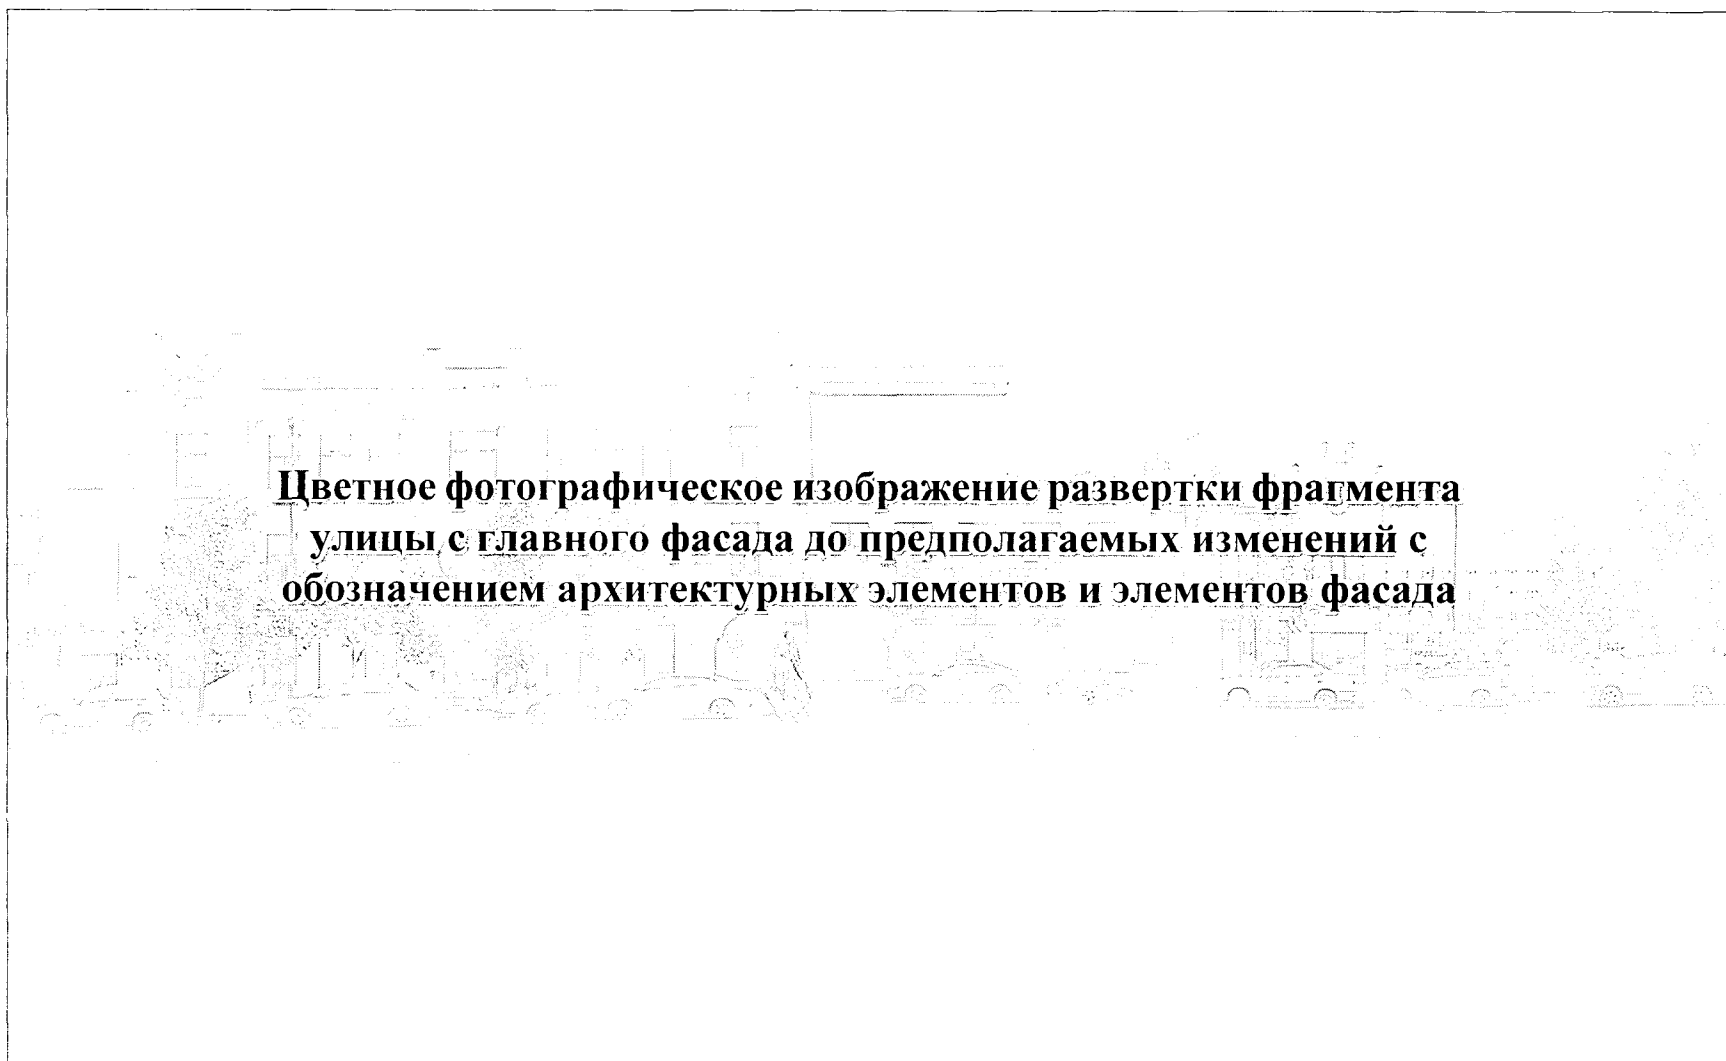 Цветное фотографическое изображение развертки фрагмента
улицы с главного фасада до предполагаемых изменений с
обозначением архитектурных элементов и элементов фасада